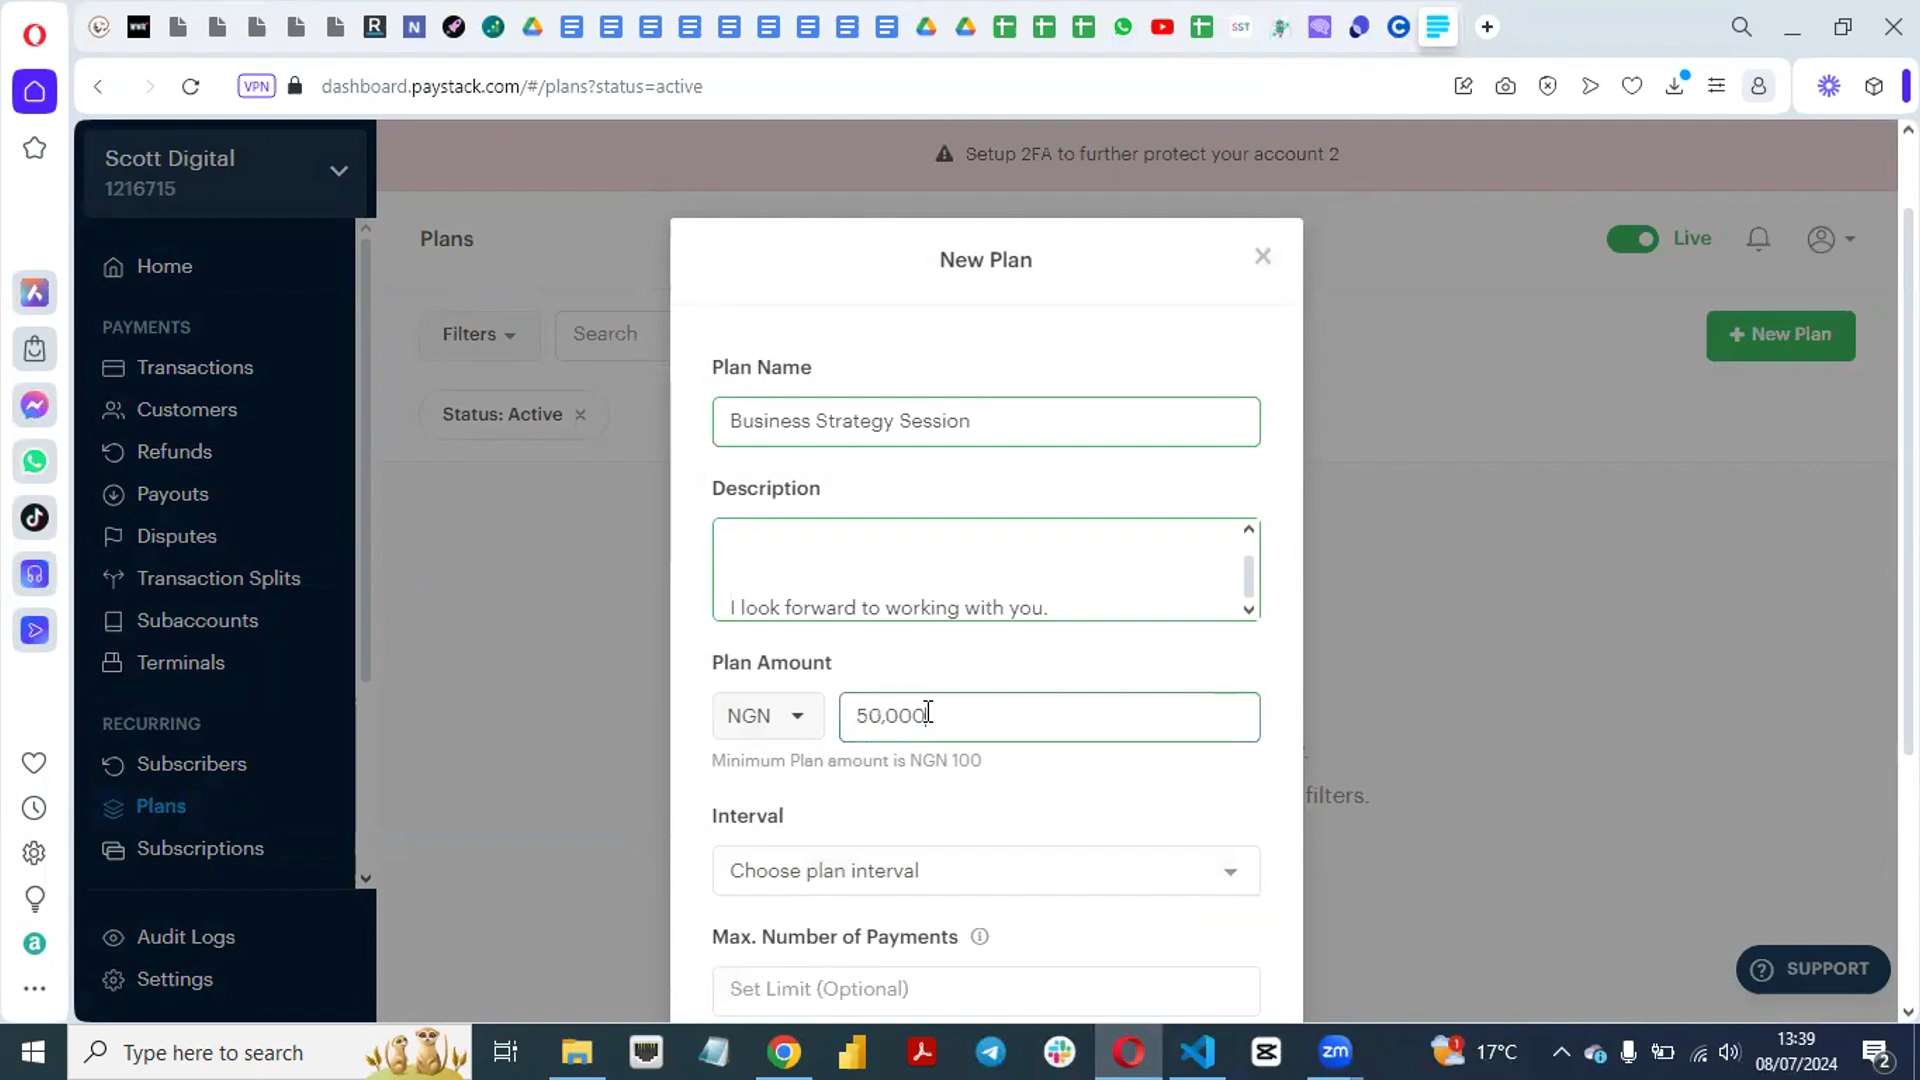 VPN
dashboard.paystack.com/#/plans?status=active
Scott Digital
1216715
Setup 2FA to further protect your account 2
Home
PAYMENTS
Transactions
Customers
Refunds
Payouts
Disputes
Transaction Splits
Subaccounts
Terminals
RECURRING
Subscribers
Plans
Subscriptions
Audit Logs
Settings
Plans
Live
Filters
Search
New Plan
Status: Active
filters.
New Plan
Plan Name
Business Strategy Session
Description
I look forward to working with you.
Plan Amount
NGN
50,000
Minimum Plan amount is NGN 100
Interval
Choose plan interval
Max. Number of Payments
Set Limit (Optional)
SUPPORT
Type here to search
zm
17°C
13:39
08/07/2024
2